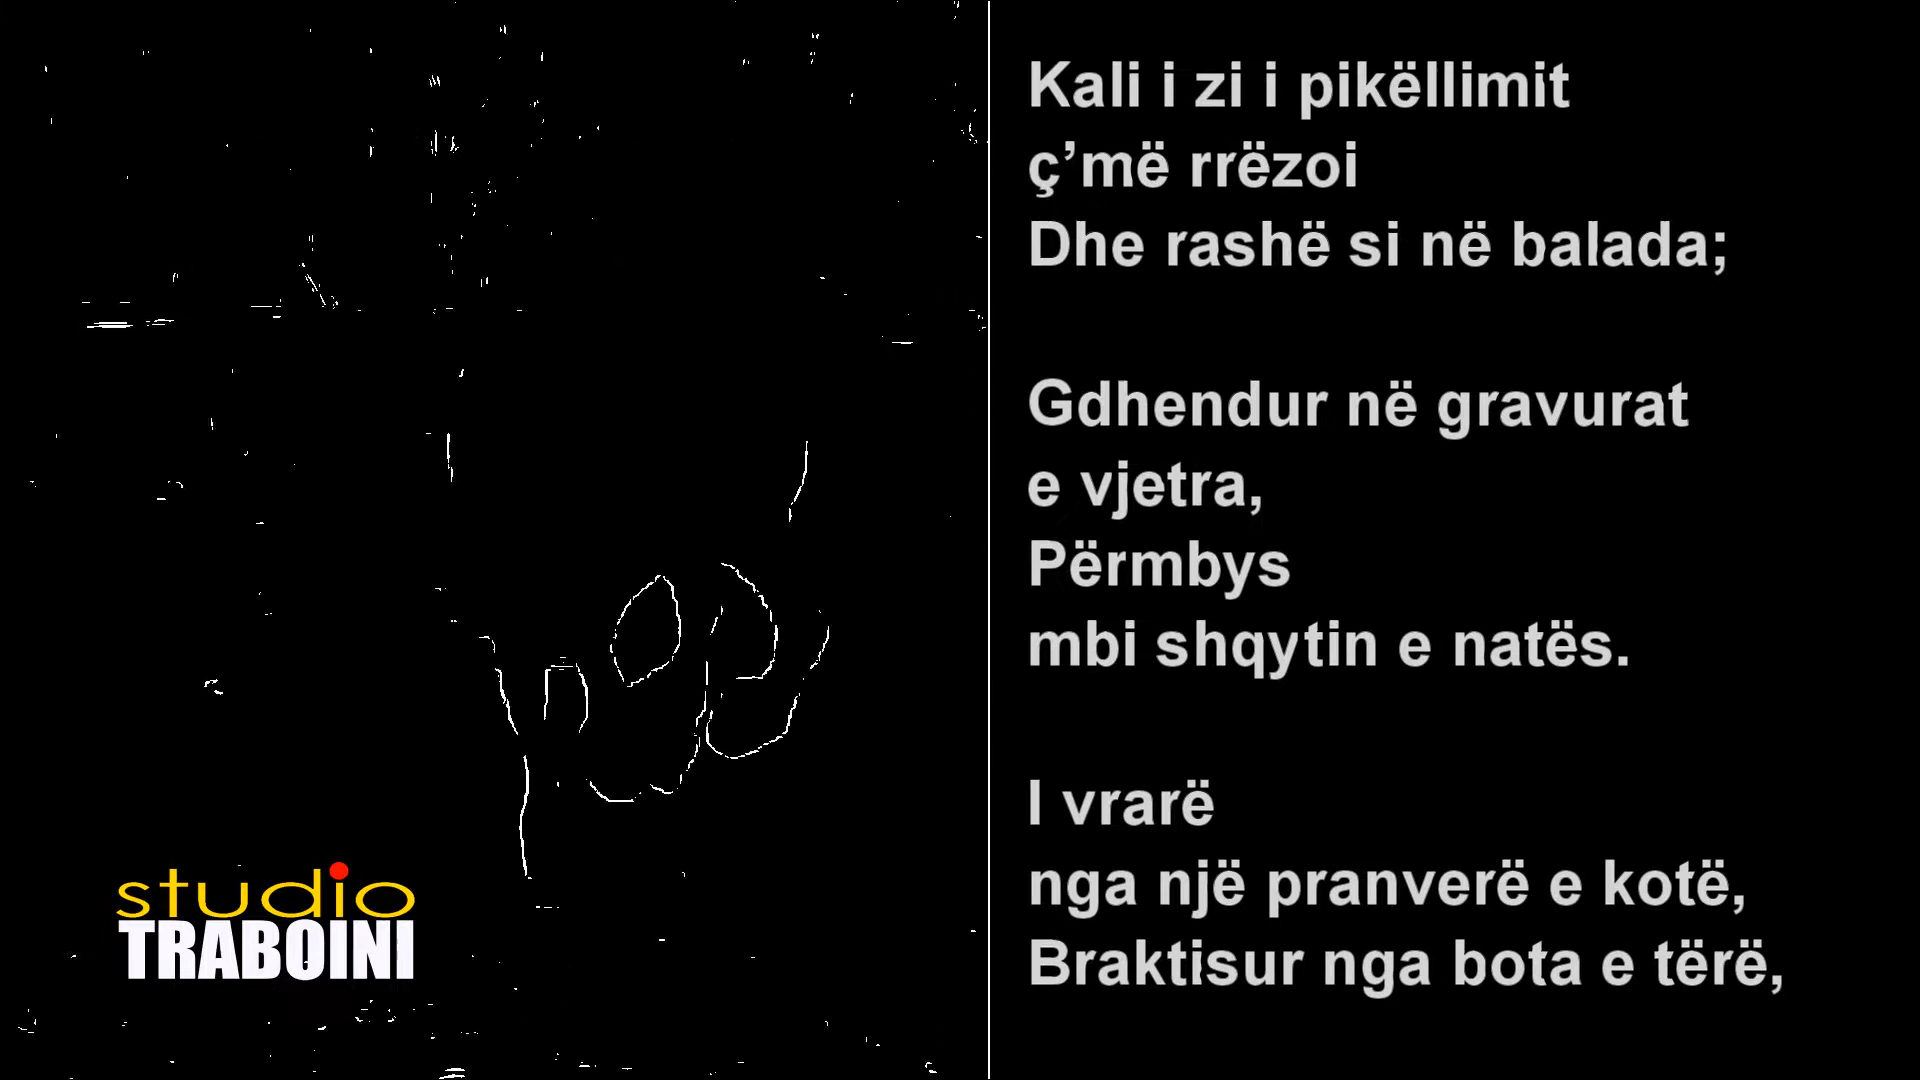 Kali i zi i pikëllimit
ç’më rrëzoi
Dhe rashë si në balada;
Gdhendur në gravurat
e vjetra,
Përmbys
mbi shqytin e natës.
I vrarë
nga një pranverë e kotë,
Braktisur nga bota e tërë,
studio
TRABOINI